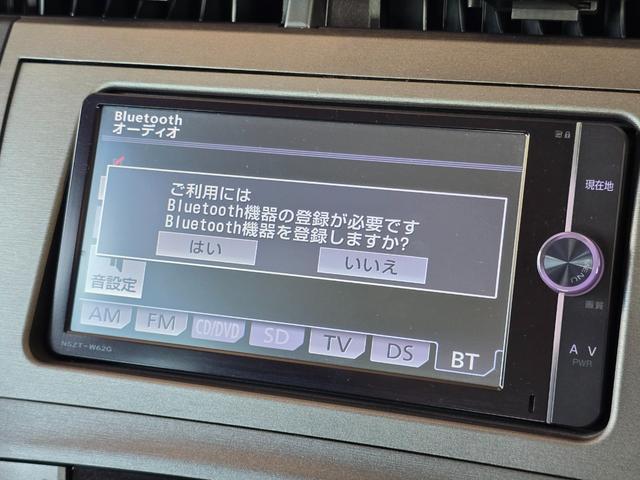 Bluetooth
オーディオ
ご利用には
Bluetooth機器の登録が必要です
Bluetooth機器を登録しますか?
はい
いいえ
音設定
AM
FM
CD/DVD
SD
TV
DS
BT
NSZT-W62G
現在地
MENU
画質
A V
PWR